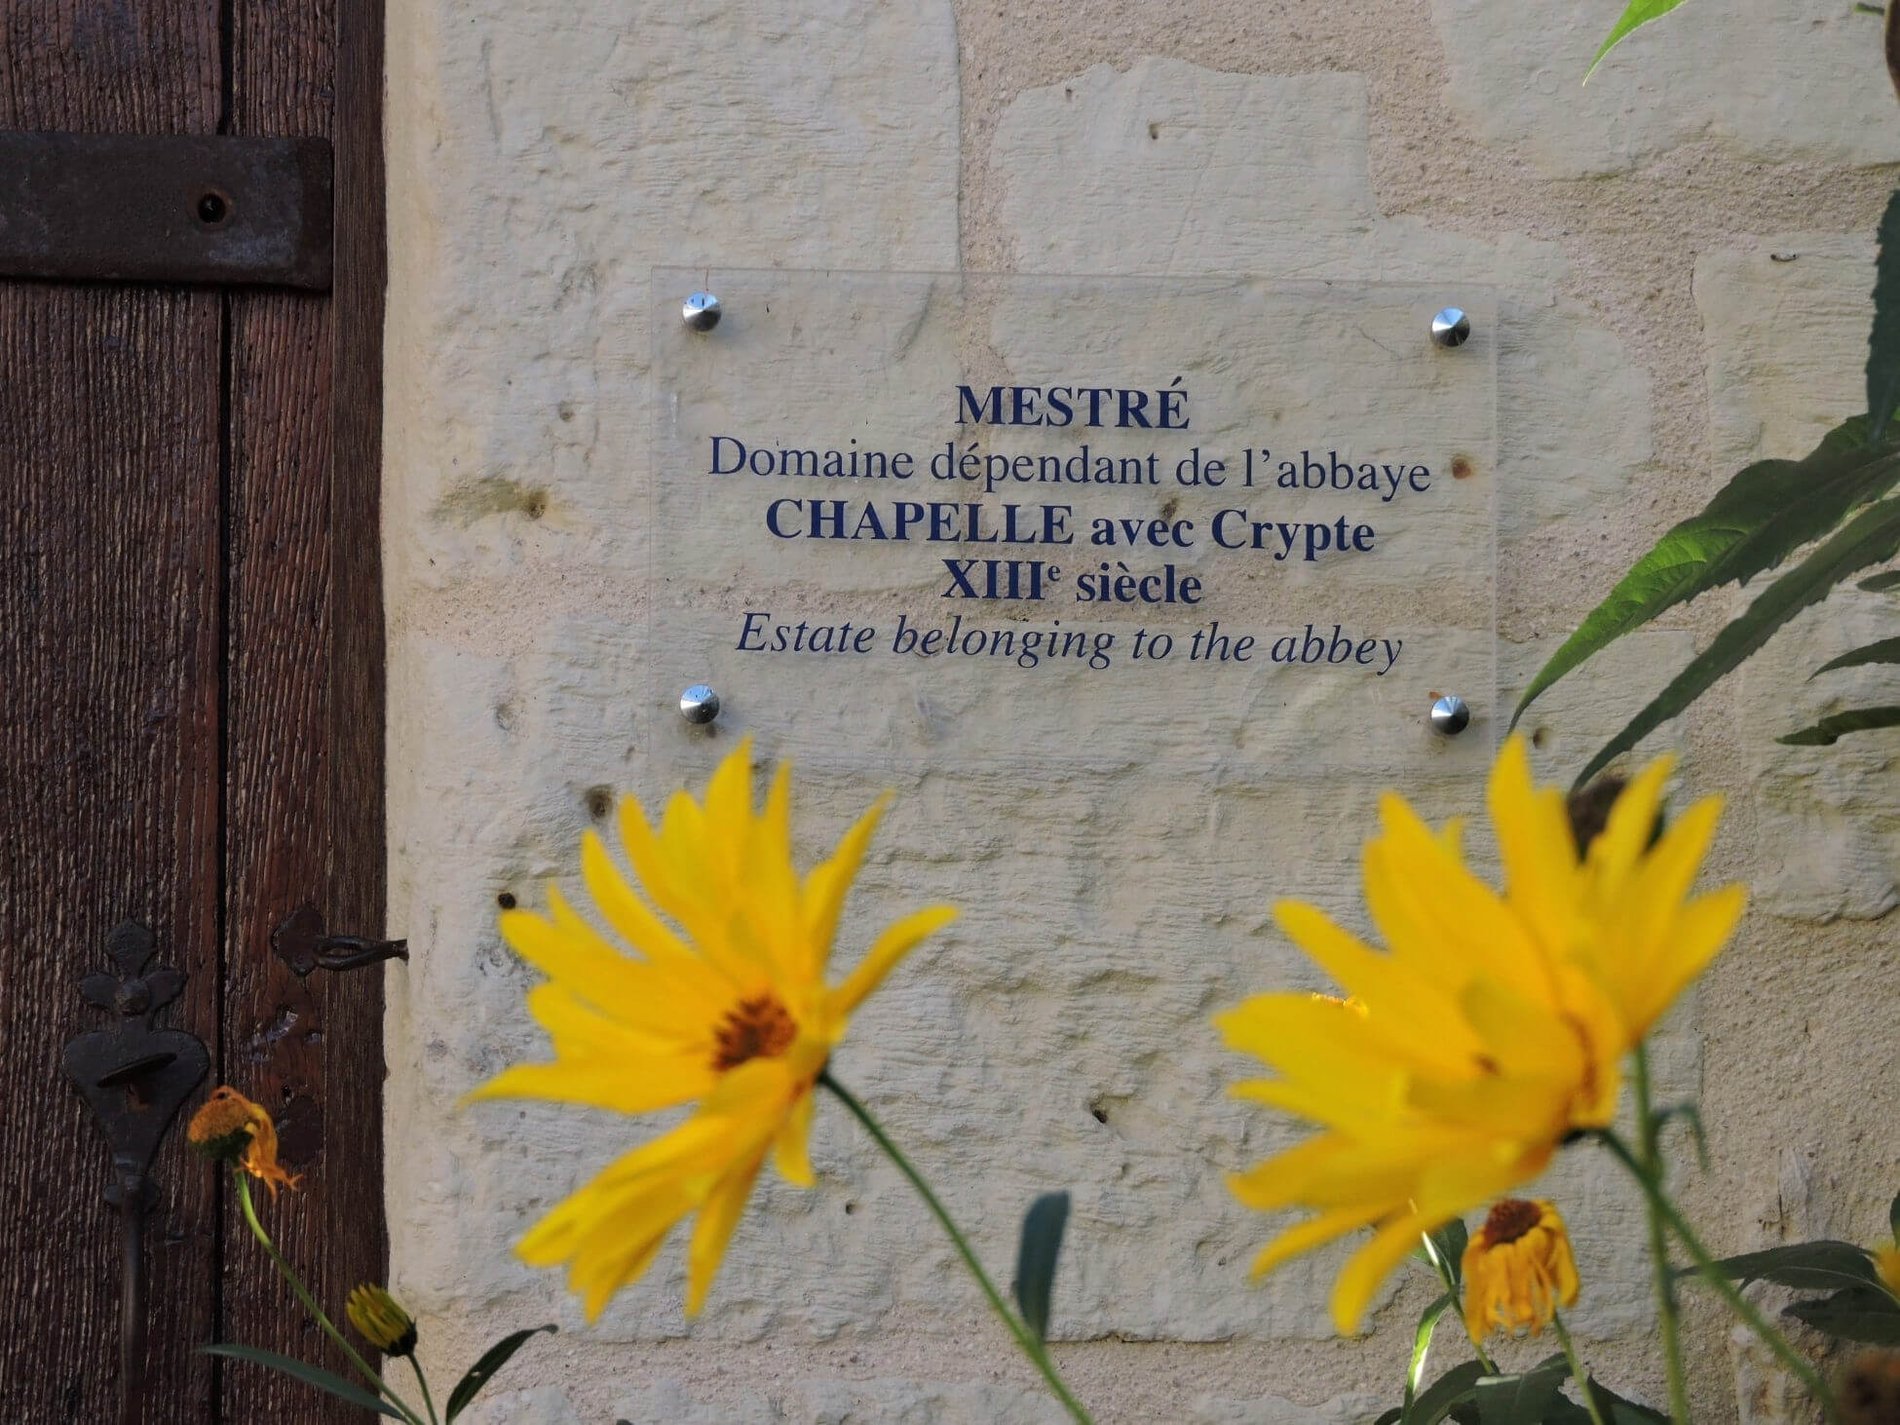 MESTRÉ
Domaine dépendant de l’abbaye
CHAPELLE avec Crypte
XIIIᵉ siècle
Estate belonging to the abbey